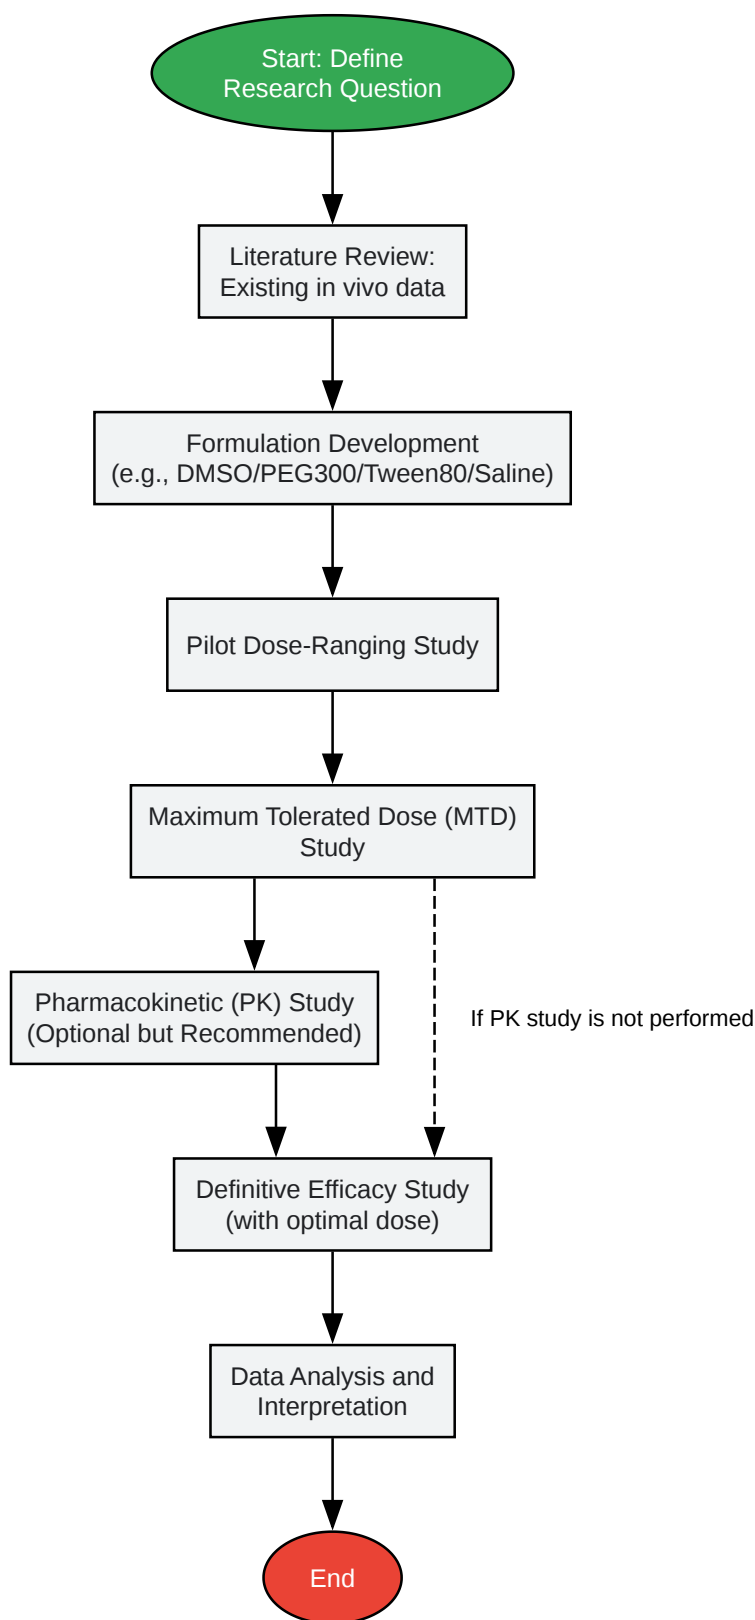 Start: Define
Research Question
Literature Review:
Existing in vivo data
Formulation Development
(e.g., DMSO/PEG300/Tween80/Saline)
Pilot Dose-Ranging Study
Maximum Tolerated Dose (MTD)
Study
Pharmacokinetic (PK) Study
(Optional but Recommended)
If PK study is not performed
Definitive Efficacy Study
(with optimal dose)
Data Analysis and
Interpretation
End